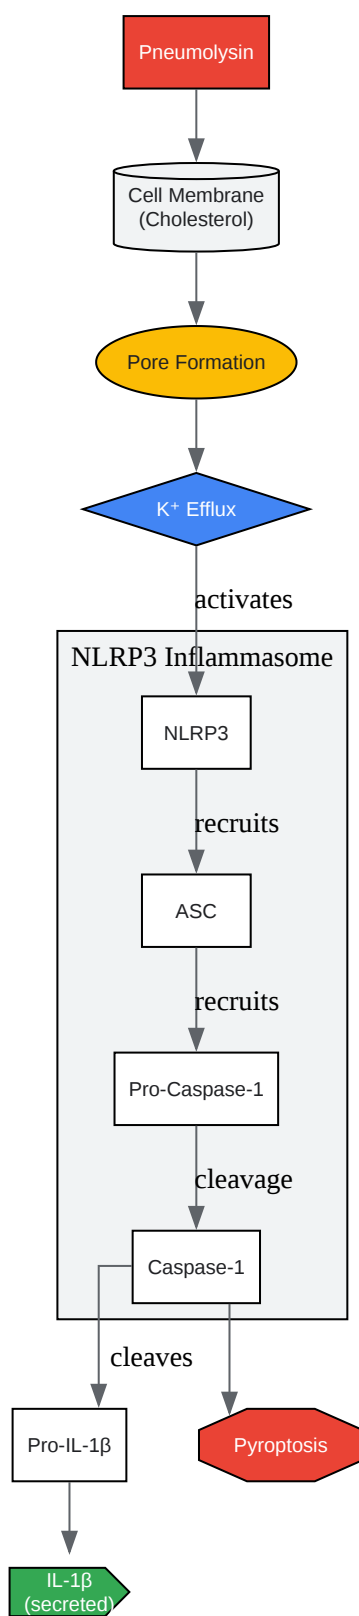 Pneumolysin
Cell Membrane
(Cholesterol)
Pore Formation
K⁺ Efflux
activates
NLRP3 Inflammasome
NLRP3
recruits
ASC
recruits
Pro-Caspase-1
cleavage
Caspase-1
cleaves
Pro-IL-1β
Pyroptosis
IL-1β
(secreted)